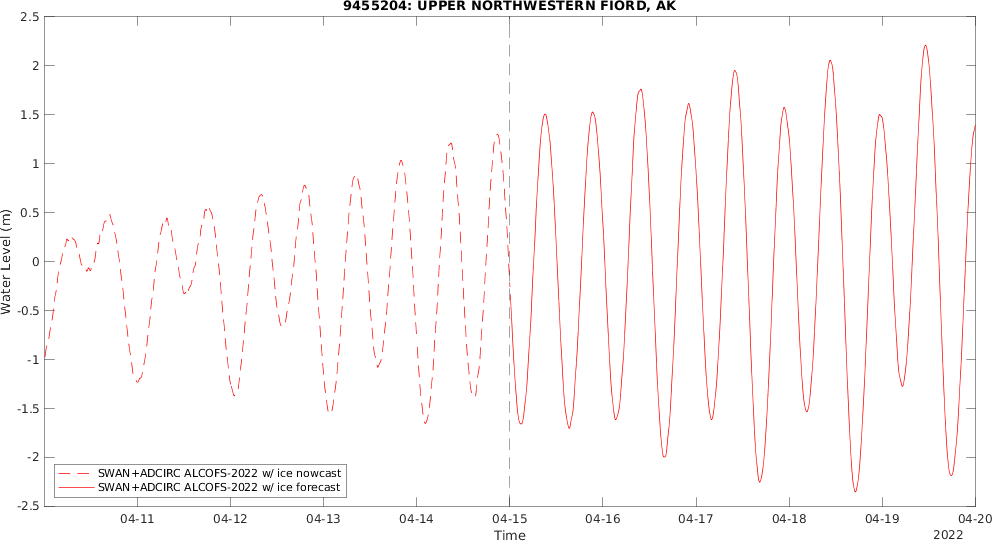 9455204: UPPER NORTHWESTERN FIORD, AK
2.5
2
1.5
1
0.5
0
-0.5
-1
-1.5
-2
-2.5
Water Level (m)
SWAN+ADCIRC ALCOFS-2022 w/ ice nowcast
SWAN+ADCIRC ALCOFS-2022 w/ ice forecast
04-11 04-12 04-13 04-14 04-15 04-16 04-17 04-18 04-19 04-20
Time
2022